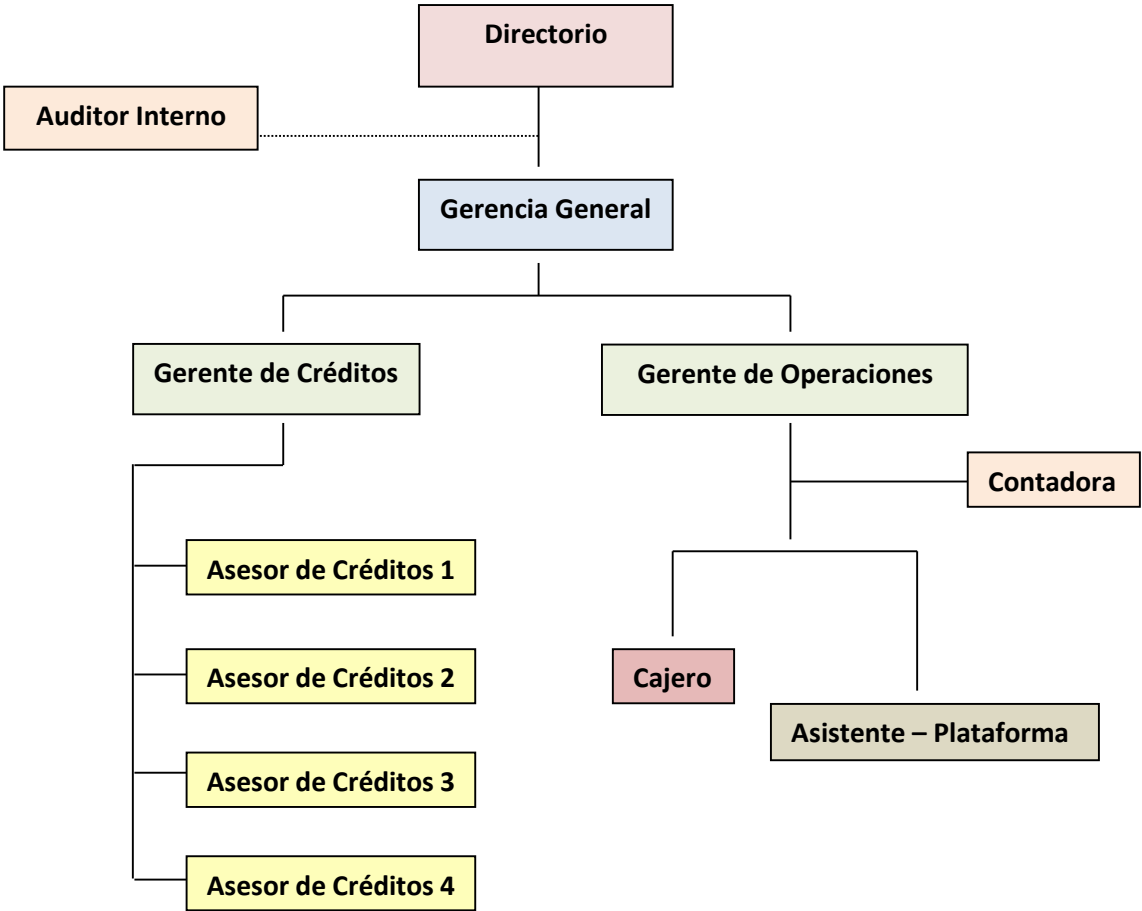 Directorio
Auditor Interno
Gerencia General
Gerente de Créditos
Gerente de Operaciones
Contadora
Asesor de Créditos 1
Asesor de Créditos 2
Cajero
Asistente – Plataforma
Asesor de Créditos 3
Asesor de Créditos 4